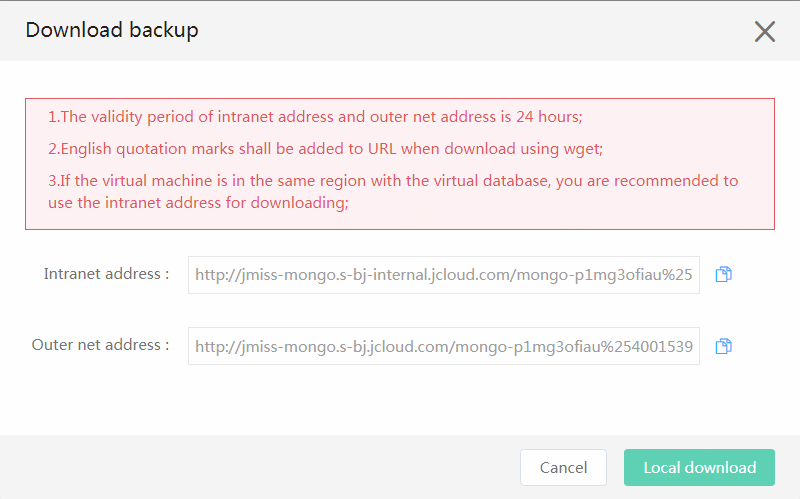 Download backup
1.The validity period of intranet address and outer net address is 24 hours;
2.English quotation marks shall be added to URL when download using wget;
3.If the virtual machine is in the same region with the virtual database, you are recommended to
use the intranet address for downloading;
Intranet address : http://jmiss-mongo.s-bj-internal.jcloud.com/mongo-p1mg3ofiau%25
Outer net address : http://jmiss-mongo.s-bj.jcloud.com/mongo-p1mg3ofiau%254001539
Cancel Local download